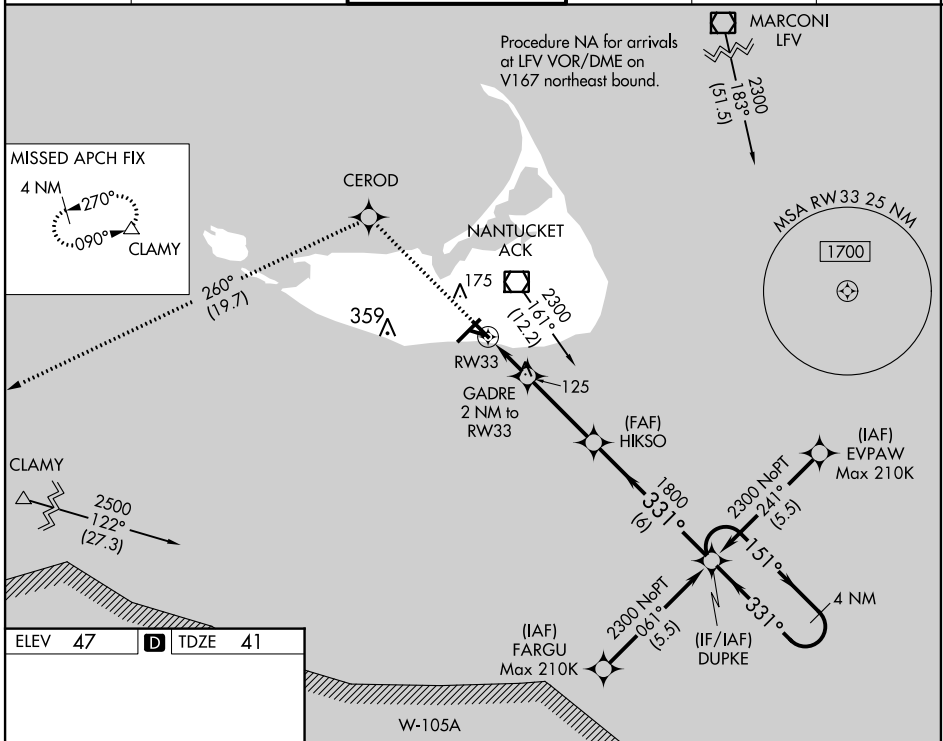 MARCONI
LFV
Procedure NA for arrivals
at LFV VOR/DME on
V167 northeast bound.
2300
183°
(51.5)
MISSED APCH FIX
4 NM
270°
090°
CLAMY
CEROD
NANTUCKET
ACK
MSA RW33 25 NM
1700
260°
(19.7)
359
175
2300
161°
(12.2)
RW33
GADRE
2 NM to
RW33
125
(FAF)
HIKSO
(IAF)
EVPAW
Max 210K
CLAMY
2500
122°
(27.3)
1800
331°
(6)
2300 NoPT
241°
(5.5)
151°
331°
4 NM
2300 NoPT
061°
(5.5)
(IAF)
FARGU
Max 210K
(IF/IAF)
DUPKE
ELEV 47 D TDZE 41
W-105A